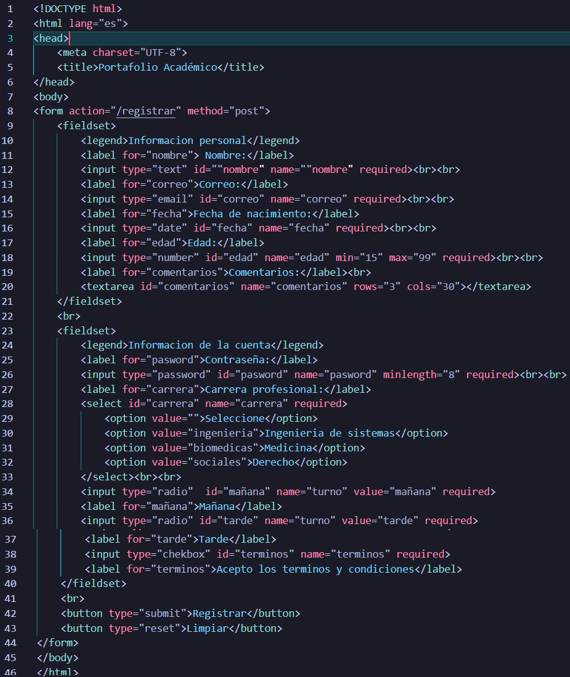 1 <!DOCTYPE html>
2 <html lang="es">
3 <head>
4 <meta charset="UTF-8">
5 <title>Portafolio Académico</title>
6 </head>
7 <body>
8 <form action="/registrar" method="post">
9 <fieldset>
10 <legend>Informacion personal</legend>
11 <label for="nombre"> Nombre:</label>
12 <input type="text" id=""nombre" name=""nombre" required><br><br>
13 <label for="correo">Correo:</label>
14 <input type="email" id="correo" name="correo" required><br><br>
15 <label for="fecha">Fecha de nacimiento:</label>
16 <input type="date" id="fecha" name="fecha" required><br><br>
17 <label for="edad">Edad:</label>
18 <input type="number" id="edad" name="edad" min="15" max="99" required><br><br>
19 <label for="comentarios">Comentarios:</label><br>
20 <textarea id="comentarios" name="comentarios" rows="3" cols="30"></textarea>
21 </fieldset>
22 <br>
23 <fieldset>
24 <legend>Informacion de la cuenta</legend>
25 <label for="pasword">Contraseña:</label>
26 <input type="password" id="pasword" name="pasword" minlength="8" required><br><br>
27 <label for="carrera">Carrera profesional:</label>
28 <select id="carrera" name="carrera" required>
29 <option value="">Seleccione</option>
30 <option value="ingenieria">Ingenieria de sistemas</option>
31 <option value="biomedicas">Medicina</option>
32 <option value="sociales">Derecho</option>
33 </select><br><br>
34 <input type="radio"  id="mañana" name="turno" value="mañana" required>
35 <label for="mañana">Mañana</label>
36 <input type="radio" id="tarde" name="turno" value="tarde" required>
37 <label for="tarde">Tarde</label>
38 <input type="chekbox" id="terminos" name="terminos" required>
39 <label for="terminos">Acepto los terminos y condiciones</label>
40 </fieldset>
41 <br>
42 <button type="submit">Registrar</button>
43 <button type="reset">Limpiar</button>
44 </form>
45 </body>
46 </html>